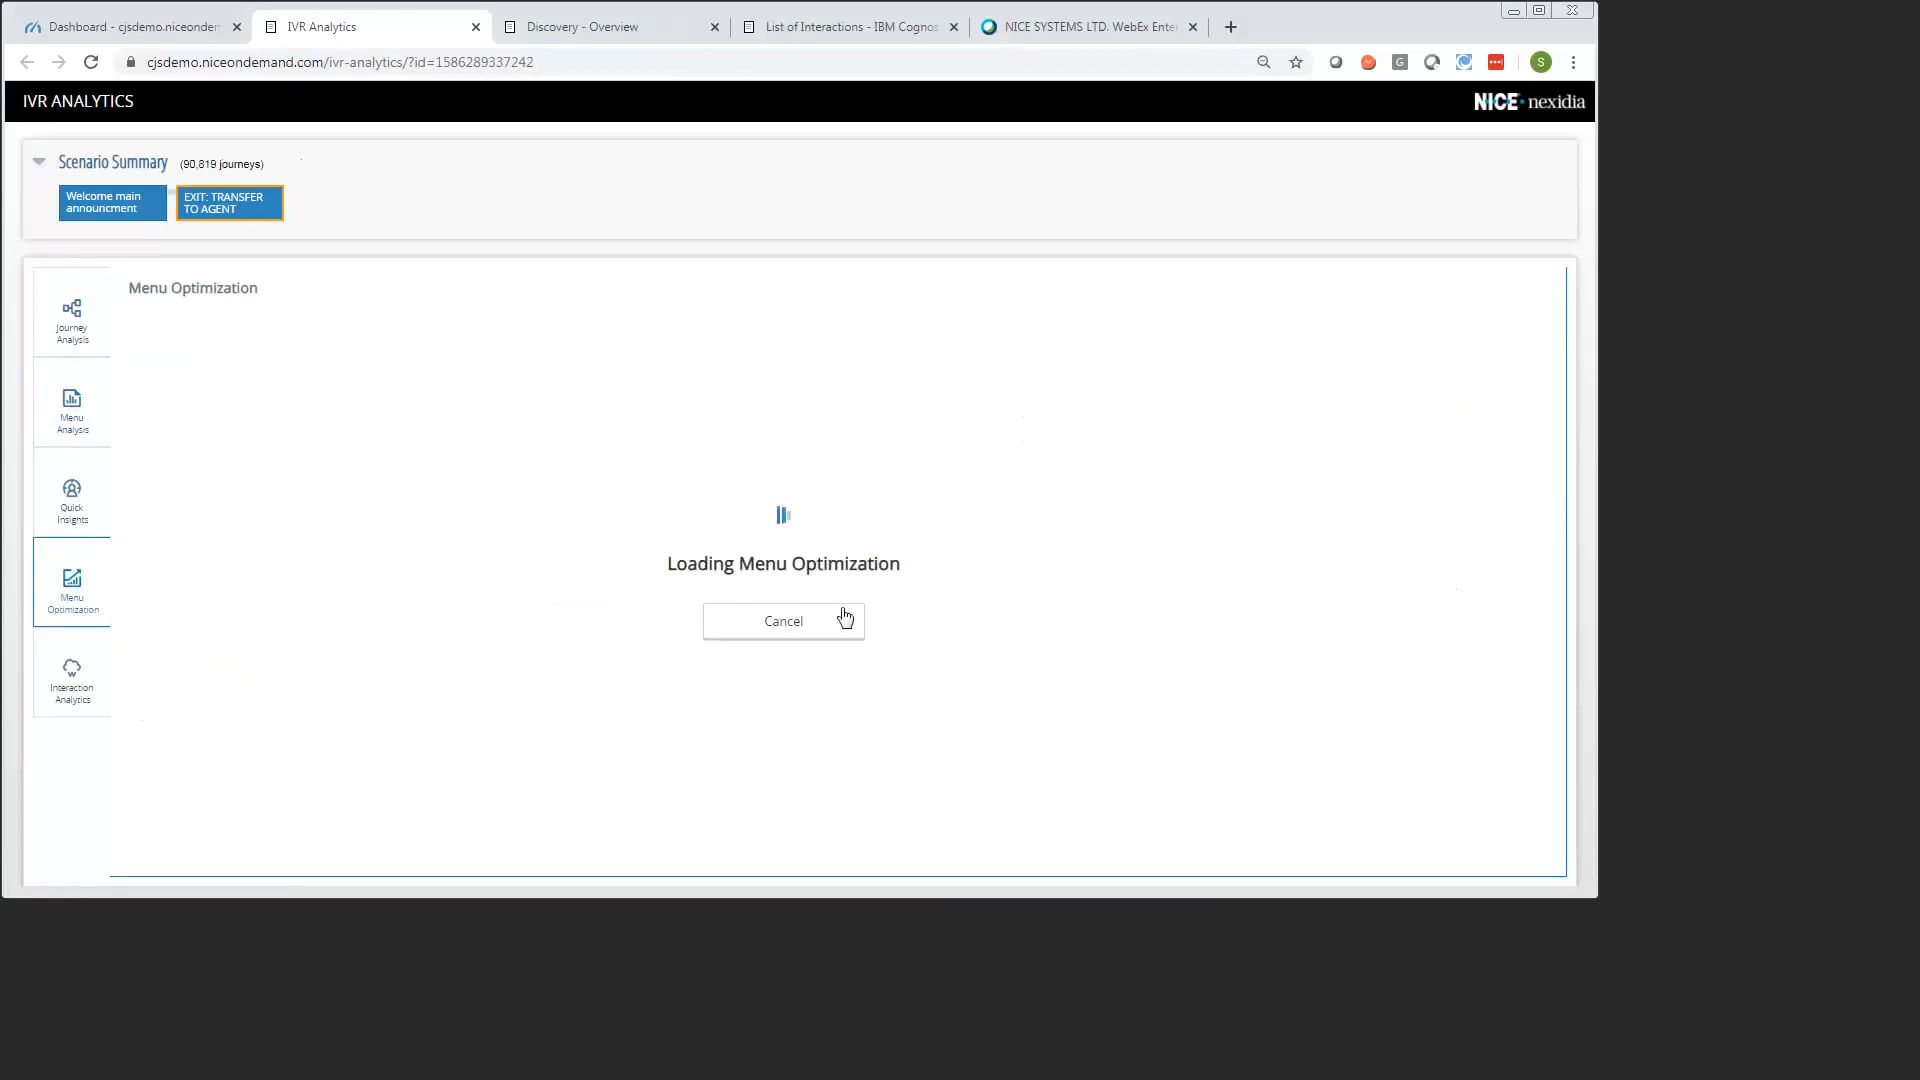 Dashboard - cjsdemo.niceondem
IVR Analytics
Discovery - Overview
List of Interactions - IBM Cognos
NICE SYSTEMS LTD. WebEx Enter
cjsdemo.niceondemand.com/ivr-analytics/?id=1586289337242
G
S
IVR ANALYTICS
NICE nexidia
Scenario Summary (90,819 journeys)
Welcome main
announcment
EXIT: TRANSFER
TO AGENT
Menu Optimization
Journey
Analysis
Menu
Analysis
Quick
Insights
Menu
Optimization
Interaction
Analytics
Loading Menu Optimization
Cancel